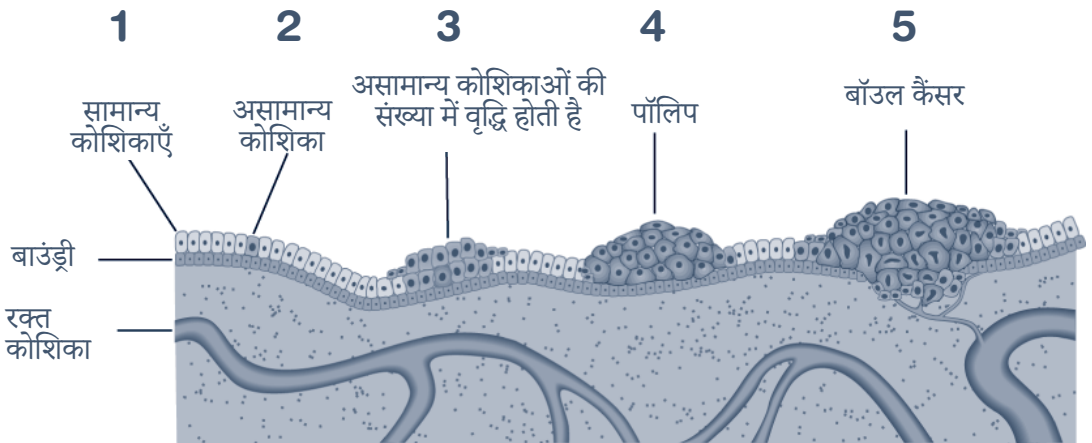 1
2
3
4
5
सामान्य
कोशिकाएँ
असामान्य
कोशिका
असामान्य कोशिकाओं की
संख्या में वृद्धि होती है
पॉलिप
बॉउल कैंसर
बाउंड्री
रक्त
कोशिका